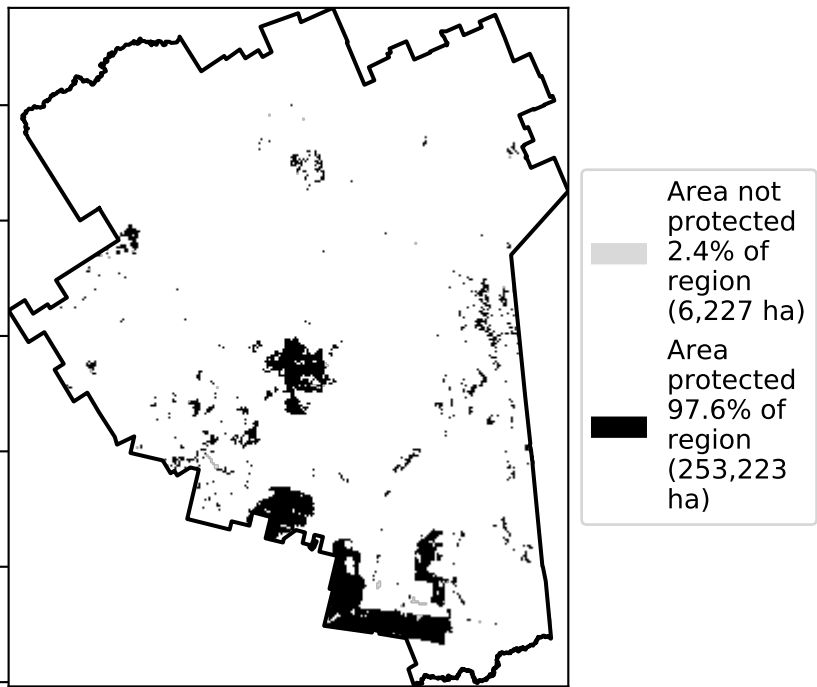 Area not
protected
2.4% of
region
(6,227 ha)
Area
protected
97.6% of
region
(253,223
ha)